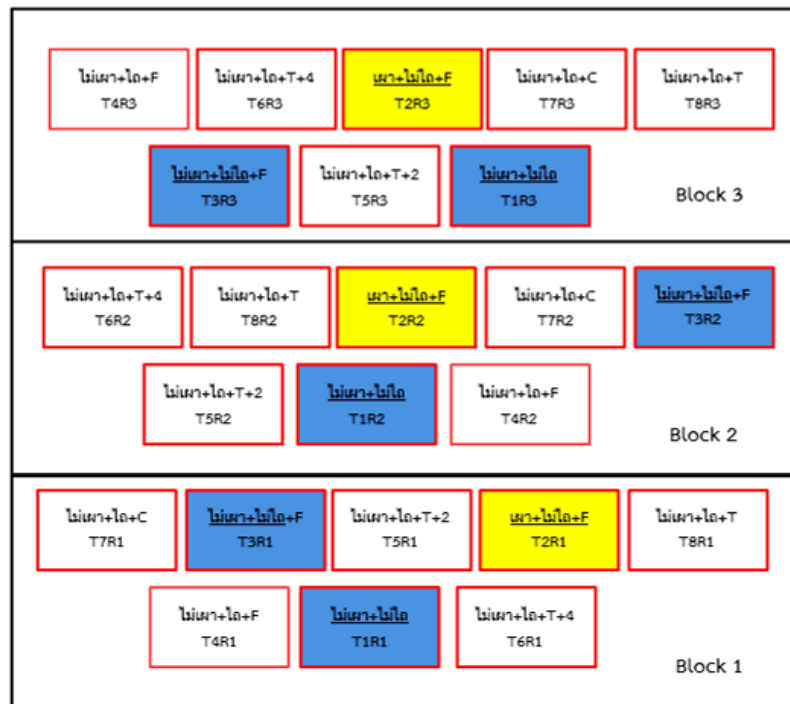 ไม่เผา+ไถ+F
T4R3
ไม่เผา+ไถ+T+4
T6R3
เผา+ไม่ไถ+F
T2R3
ไม่เผา+ไถ+C
T7R3
ไม่เผา+ไถ+T
T8R3
ไม่เผา+ไม่ไถ+F
T3R3
ไม่เผา+ไถ+T+2
T5R3
ไม่เผา+ไม่ไถ
T1R3
Block 3
ไม่เผา+ไถ+T+4
T6R2
ไม่เผา+ไถ+T
T8R2
เผา+ไม่ไถ+F
T2R2
ไม่เผา+ไถ+C
T7R2
ไม่เผา+ไม่ไถ+F
T3R2
ไม่เผา+ไถ+T+2
T5R2
ไม่เผา+ไม่ไถ
T1R2
ไม่เผา+ไถ+F
T4R2
Block 2
ไม่เผา+ไถ+C
T7R1
ไม่เผา+ไม่ไถ+F
T3R1
ไม่เผา+ไถ+T+2
T5R1
เผา+ไม่ไถ+F
T2R1
ไม่เผา+ไถ+T
T8R1
ไม่เผา+ไถ+F
T4R1
ไม่เผา+ไม่ไถ
T1R1
ไม่เผา+ไถ+T+4
T6R1
Block 1